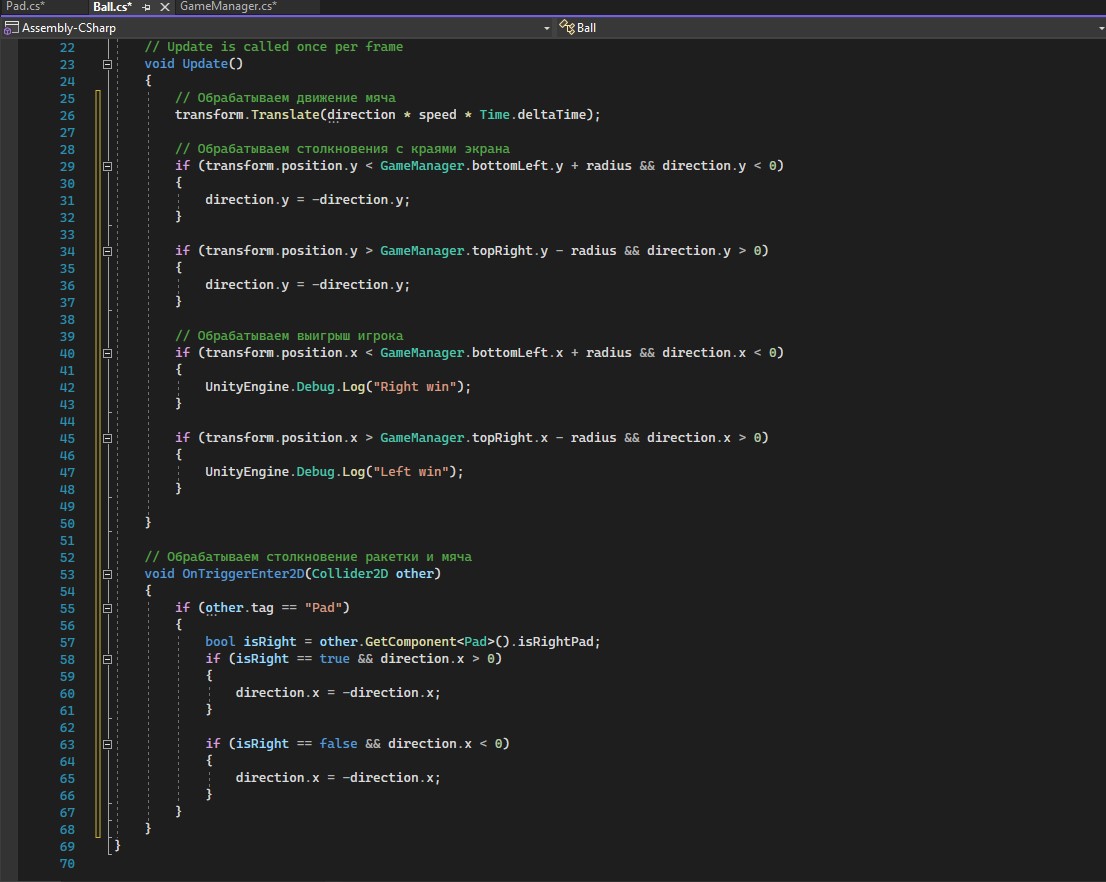 Pad.cs*
Ball.cs*
GameManager.cs*
Assembly-CSharp
Ball
22 // Update is called once per frame
23 void Update()
24 {
25 // Обрабатываем движение мяча
26 transform.Translate(direction * speed * Time.deltaTime);
27
28 // Обрабатываем столкновения с краями экрана
29 if (transform.position.y < GameManager.bottomLeft.y + radius && direction.y < 0)
30 {
31 direction.y = -direction.y;
32 }
33
34 if (transform.position.y > GameManager.topRight.y - radius && direction.y > 0)
35 {
36 direction.y = -direction.y;
37 }
38
39 // Обрабатываем выигрыш игрока
40 if (transform.position.x < GameManager.bottomLeft.x + radius && direction.x < 0)
41 {
42 UnityEngine.Debug.Log("Right win");
43 }
44
45 if (transform.position.x > GameManager.topRight.x - radius && direction.x > 0)
46 {
47 UnityEngine.Debug.Log("Left win");
48 }
49
50 }
51
52 // Обрабатываем столкновение ракетки и мяча
53 void OnTriggerEnter2D(Collider2D other)
54 {
55 if (other.tag == "Pad")
56 {
57 bool isRight = other.GetComponent<Pad>().isRightPad;
58 if (isRight == true && direction.x > 0)
59 {
60 direction.x = -direction.x;
61 }
62
63 if (isRight == false && direction.x < 0)
64 {
65 direction.x = -direction.x;
66 }
67 }
68 }
69 }
70